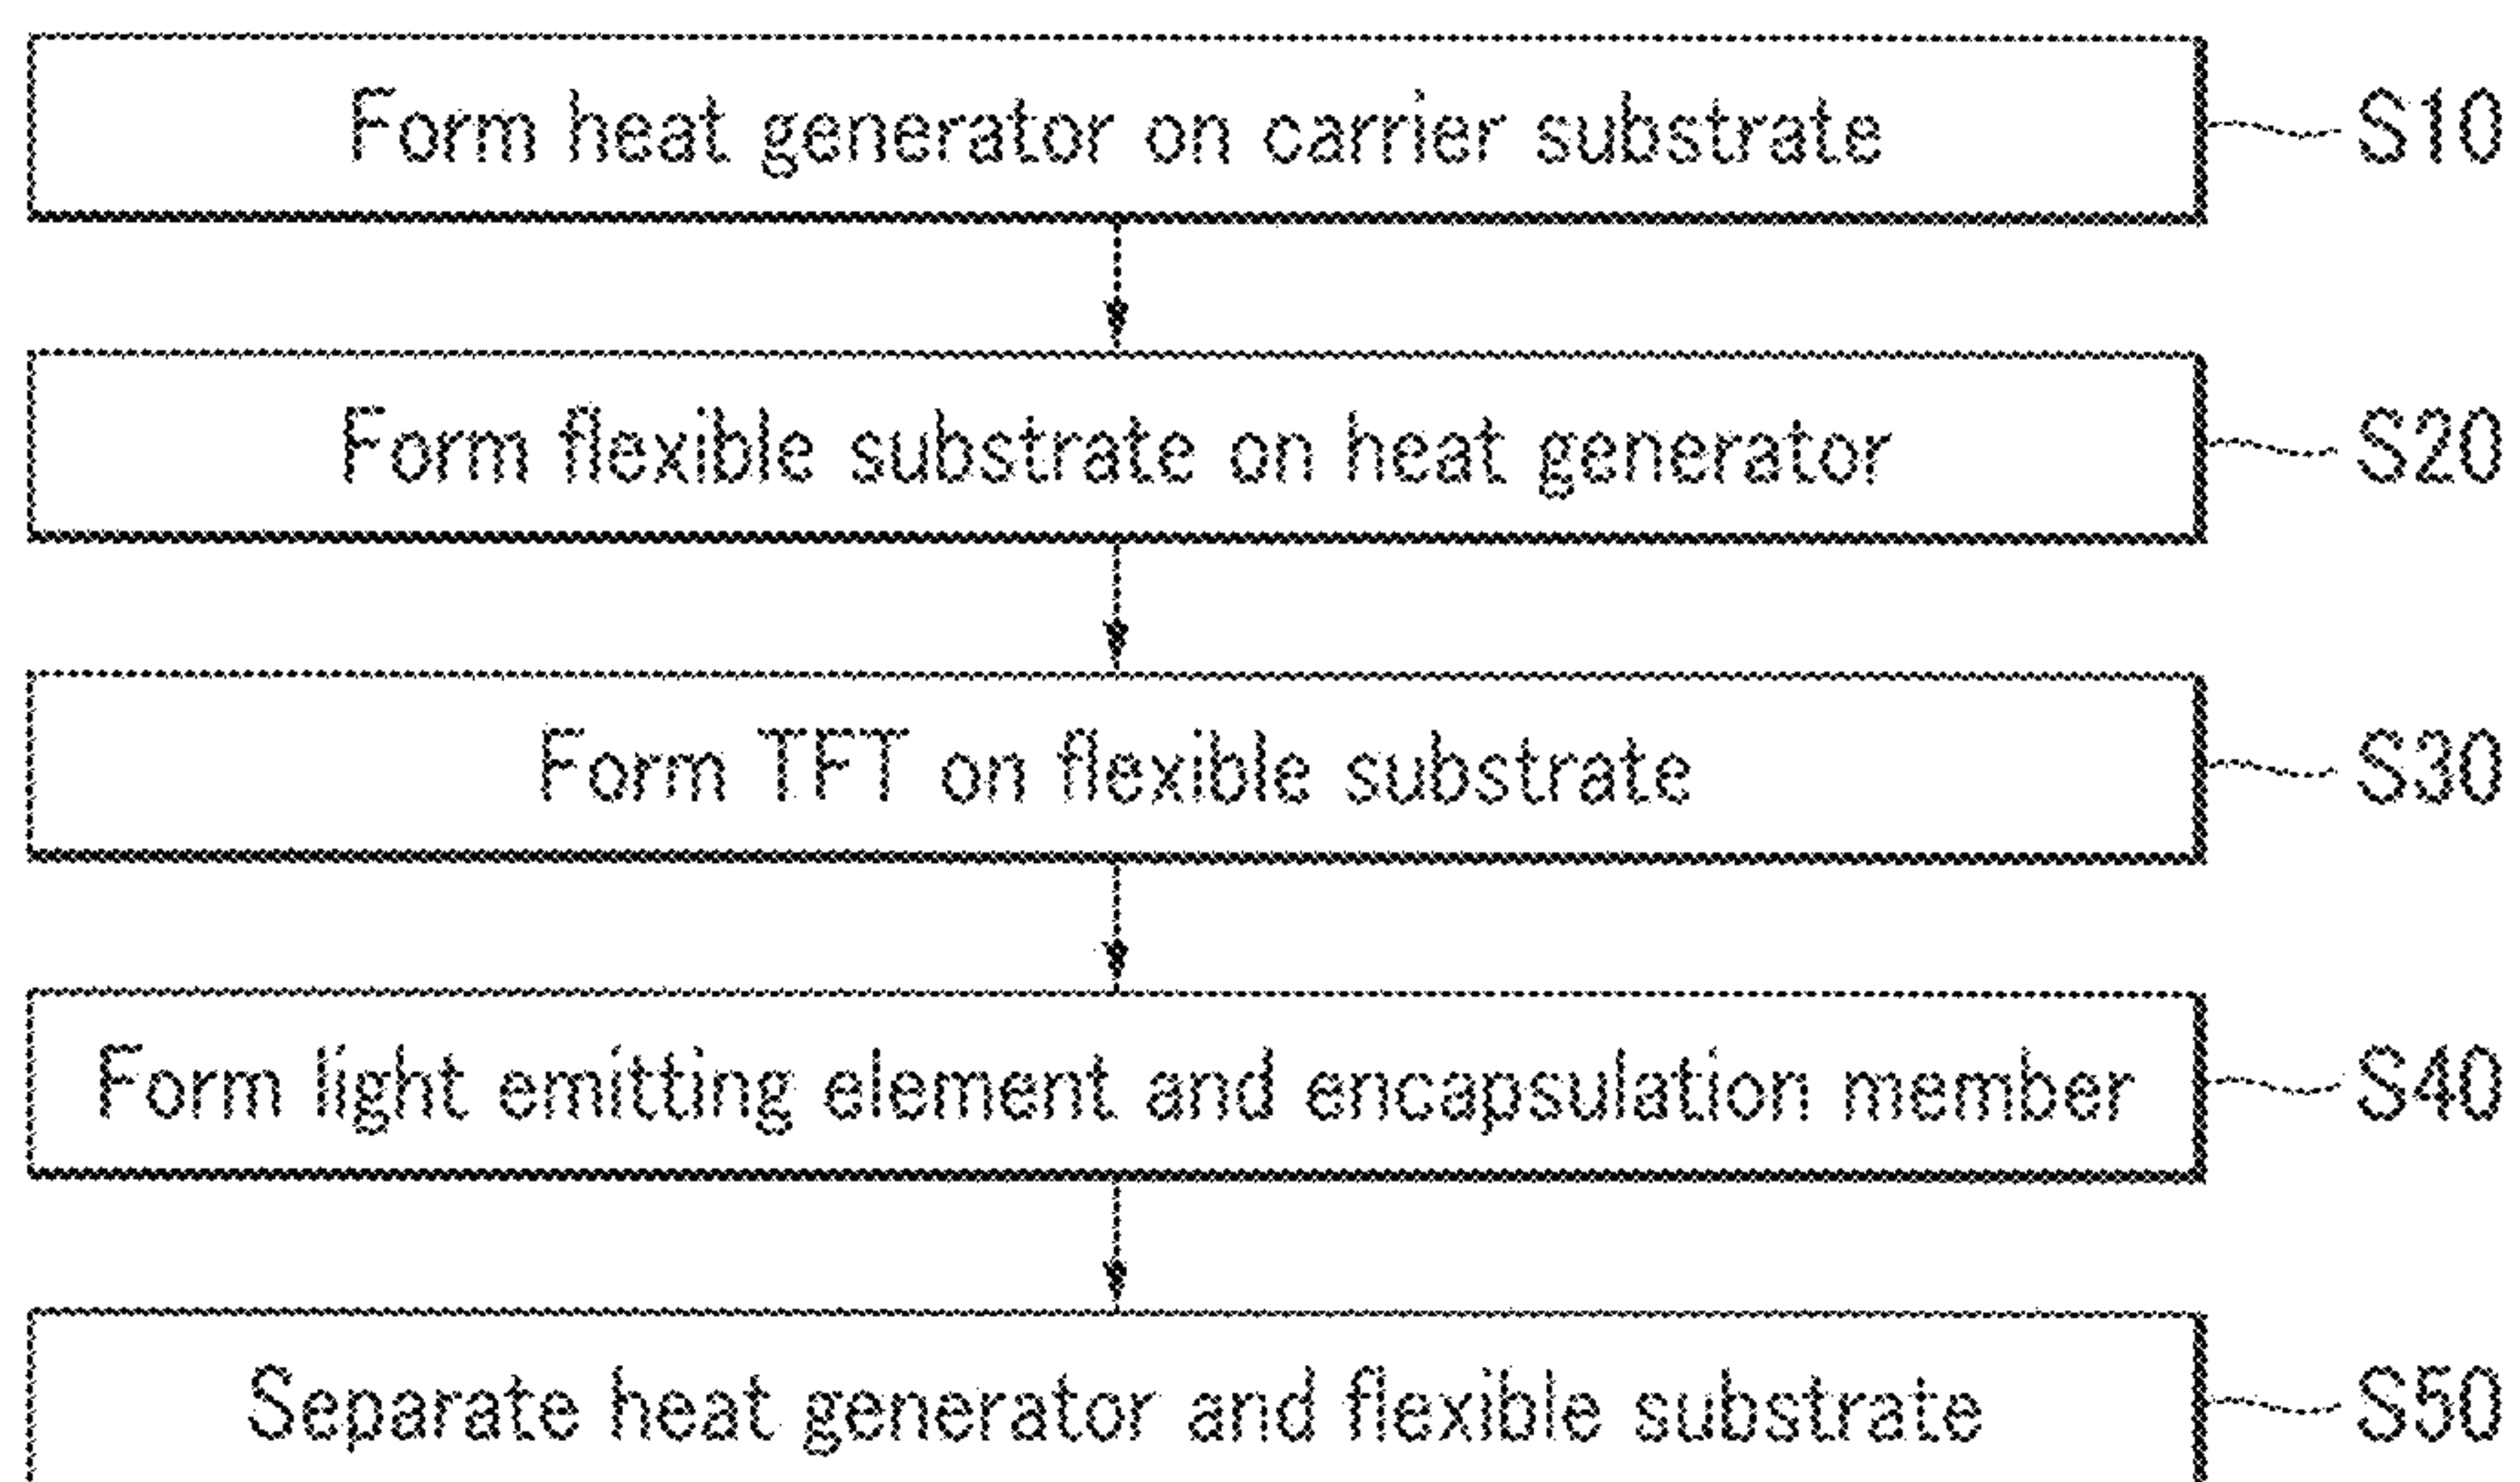 Form heat generator on carrier substrate S10
Form flexible substrate on heat generator S20
Form TFT on flexible substrate S30
Form light emitting element and encapsulation member S40
Separate heat generator and flexible substrate S50